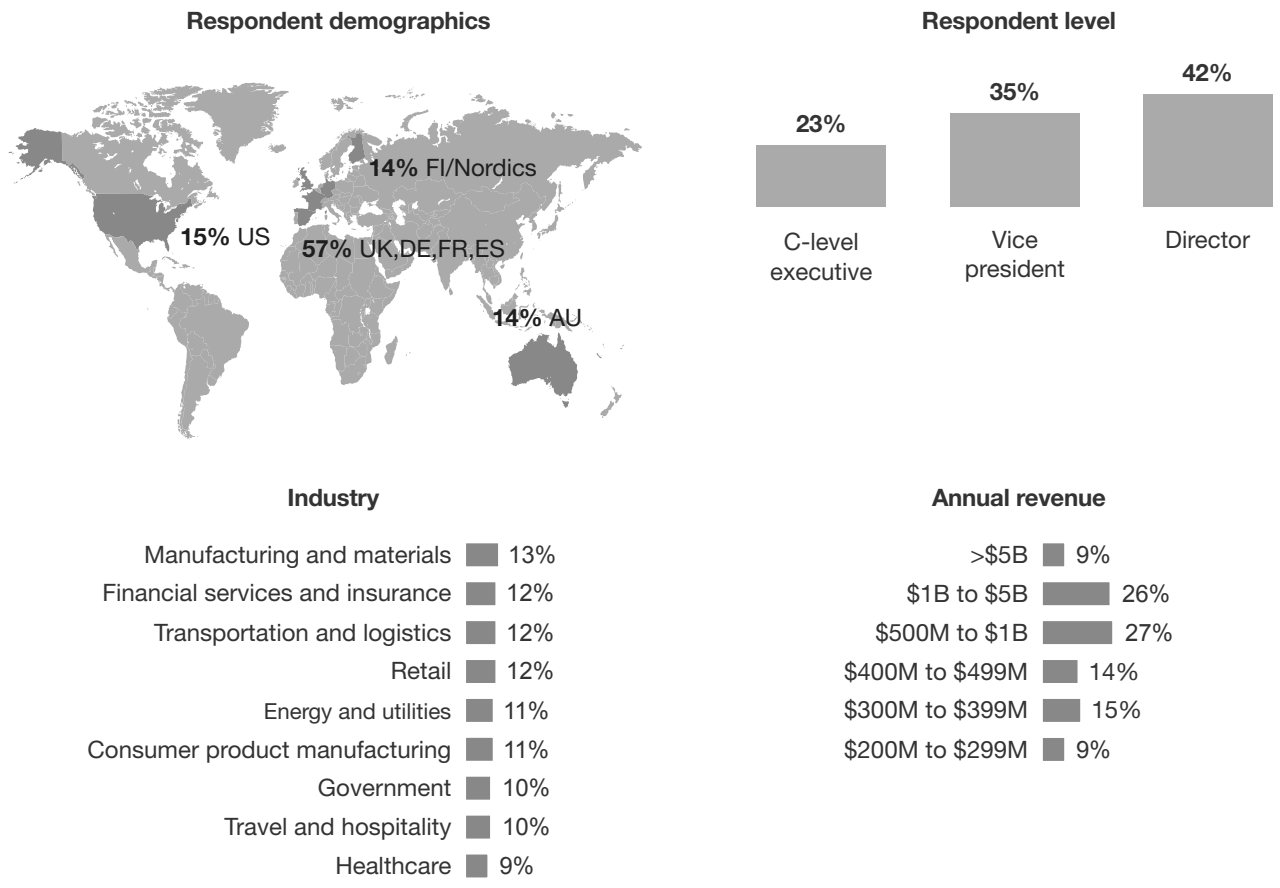 Respondent demographics
14% FI/Nordics
15% US
57% UK,DE,FR,ES
14% AU
Respondent level
23%
35%
42%
C-level
executive
Vice
president
Director
Industry
Manufacturing and materials 13%
Financial services and insurance 12%
Transportation and logistics 12%
Retail 12%
Energy and utilities 11%
Consumer product manufacturing 11%
Government 10%
Travel and hospitality 10%
Healthcare 9%
Annual revenue
>$5B 9%
$1B to $5B 26%
$500M to $1B 27%
$400M to $499M 14%
$300M to $399M 15%
$200M to $299M 9%